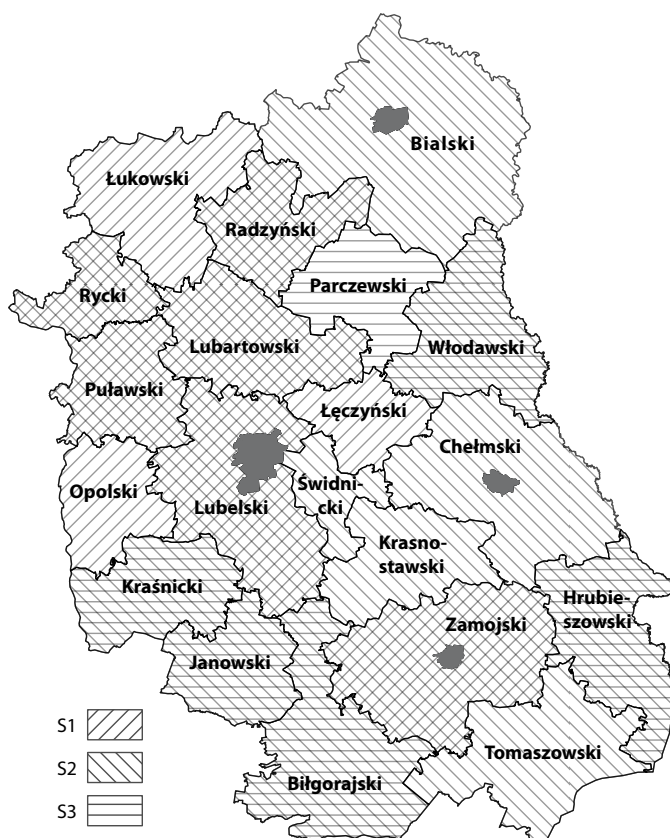 Bialski
Łukowski
Radzyński
Parczewski
Rycki
Lubartowski
Włodawski
Puławski
Łęczyński
Chełmski
Opolski
Świdni-
cki
Lubelski
Krasno-
stawski
Kraśnicki
Hrubie-
szowski
Zamojski
Janowski
Tomaszowski
Biłgorajski
S1
S2
S3